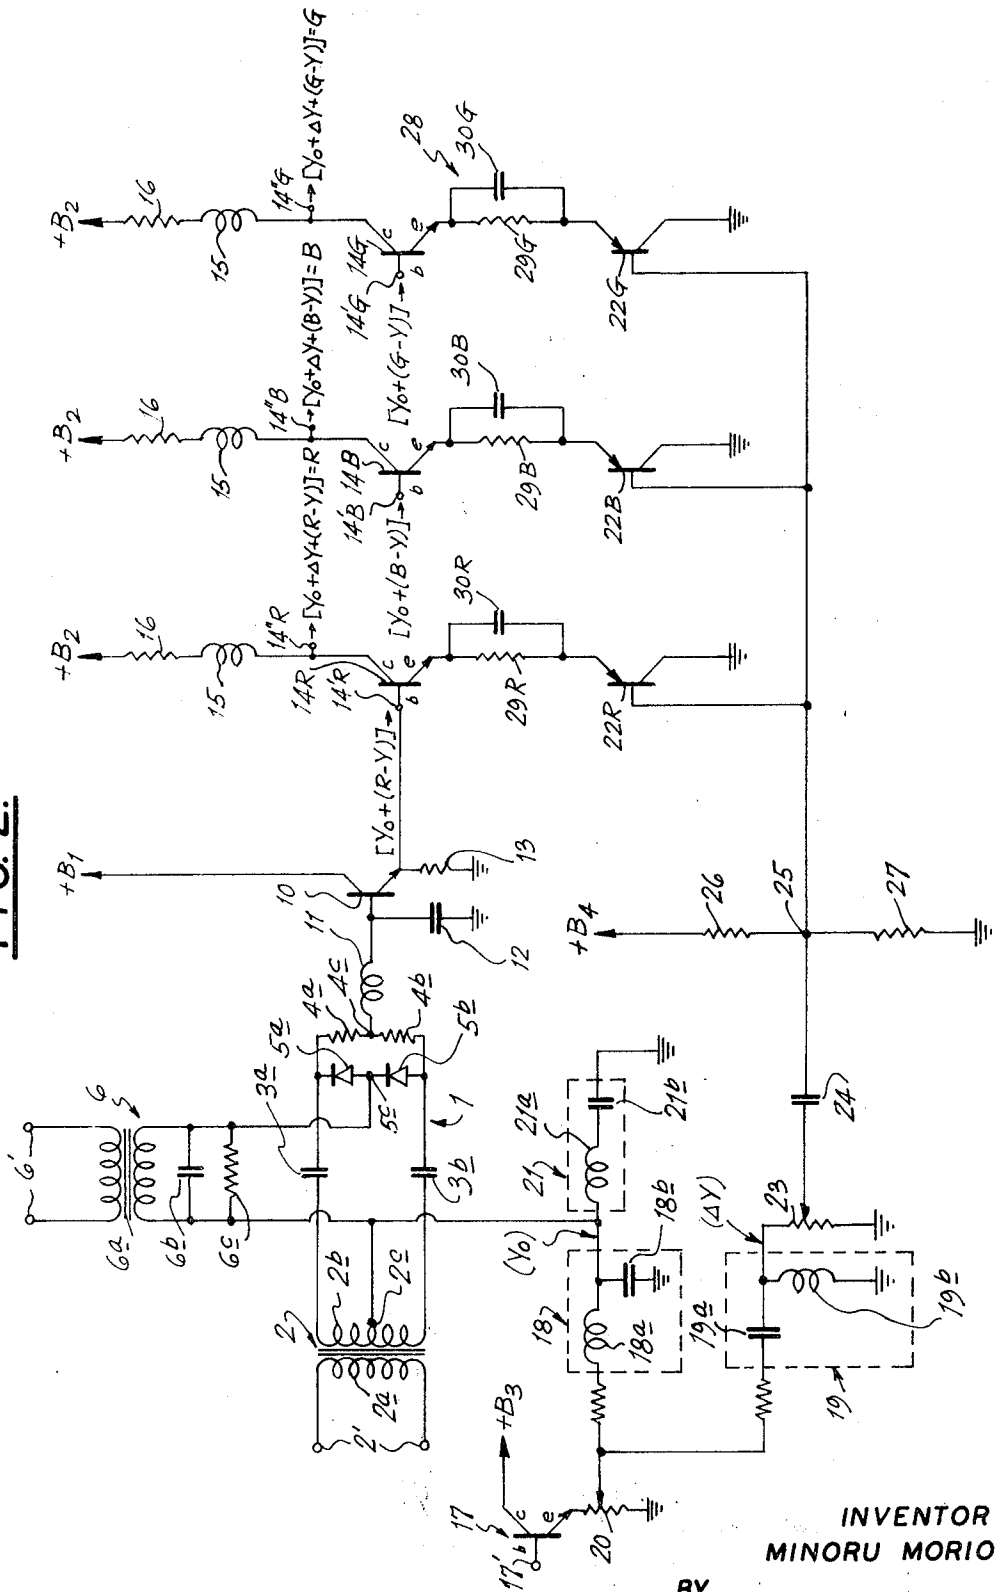 FIG. 2.
+B₁
+B₂
+B₂
+B₂
16
16
16
15
15
15
14"R
[Y₀+ΔY+(R-Y)]=R
14"B
[Y₀+ΔY+(B-Y)]=B
14"G
[Y₀+ΔY+(G-Y)]=G
14R
14'R
c
b
e
14B
14'B
c
b
e
14G
14'G
c
b
e
[Y₀+(R-Y)]
[Y₀+(B-Y)]
[Y₀+(G-Y)]
28
30R
30B
30G
29R
29B
29G
22R
22B
22G
10
11
12
13
6'
6
6a
6b
6c
3a
5a
4a
4c
4b
5b
5c
1
3b
2'
2
2a
2b
2c
+B₄
26
25
27
24
23
(ΔY)
(Y₀)
21
21a
21b
18
18a
18b
19
19a
19b
+B₃
17
17'
c
b
e
20
INVENTOR
MINORU MORIO